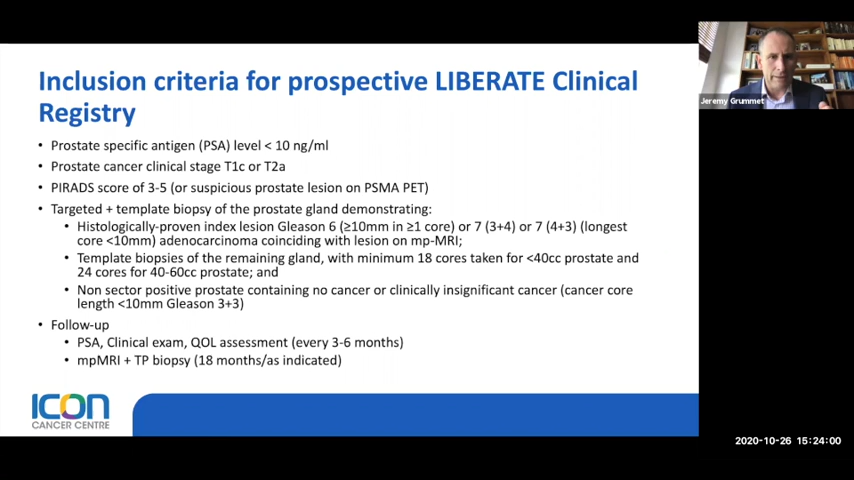 Inclusion criteria for prospective LIBERATE Clinical
Registry
• Prostate specific antigen (PSA) level < 10 ng/ml
• Prostate cancer clinical stage T1c or T2a
• PIRADS score of 3-5 (or suspicious prostate lesion on PSMA PET)
• Targeted + template biopsy of the prostate gland demonstrating:
• Histologically-proven index lesion Gleason 6 (≥10mm in ≥1 core) or 7 (3+4) or 7 (4+3) (longest
core <10mm) adenocarcinoma coinciding with lesion on mp-MRI;
• Template biopsies of the remaining gland, with minimum 18 cores taken for <40cc prostate and
24 cores for 40-60cc prostate; and
• Non sector positive prostate containing no cancer or clinically insignificant cancer (cancer core
length <10mm Gleason 3+3)
• Follow-up
• PSA, Clinical exam, QOL assessment (every 3-6 months)
• mpMRI + TP biopsy (18 months/as indicated)
ICON
CANCER CENTRE
Jeremy Grummet
2020-10-26 15:24:00